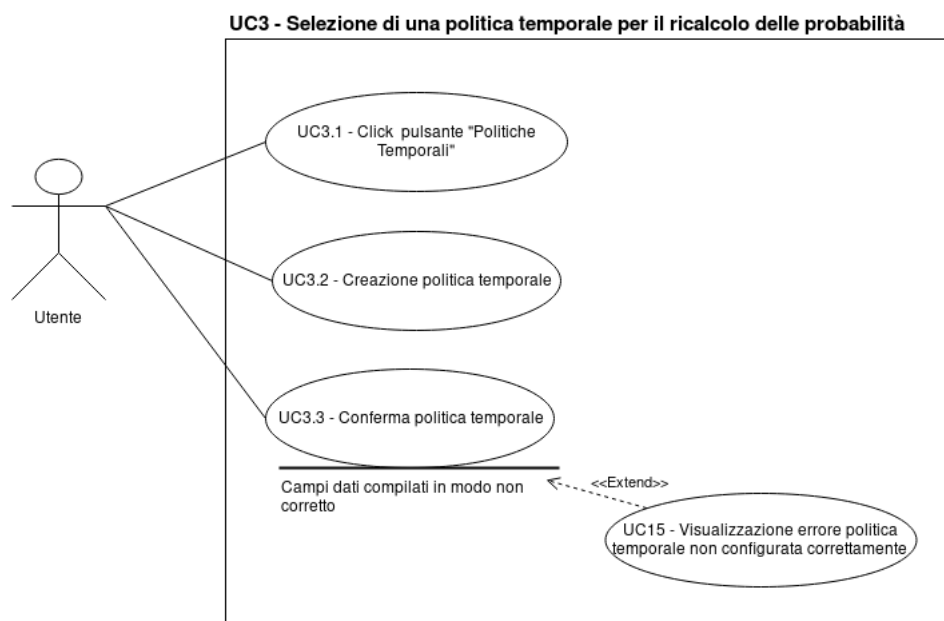 UC3 - Selezione di una politica temporale per il ricalcolo delle probabilità
UC3.1 - Click pulsante "Politiche
Temporali"
UC3.2 - Creazione politica temporale
Utente
UC3.3 - Conferma politica temporale
Campi dati compilati in modo non
corretto
<<Extend>>
UC15 - Visualizzazione errore politica
temporale non configurata correttamente